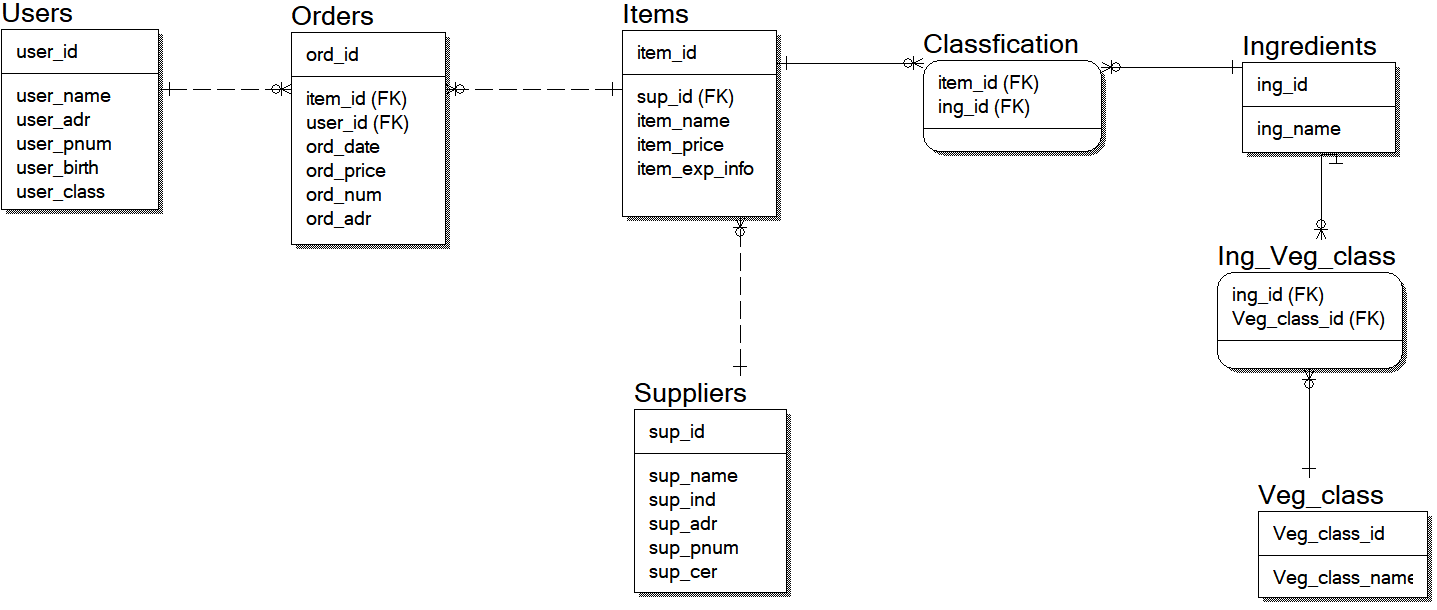 Users
user_id
user_name
user_adr
user_pnum
user_birth
user_class
Orders
ord_id
item_id (FK)
user_id (FK)
ord_date
ord_price
ord_num
ord_adr
Items
item_id
sup_id (FK)
item_name
item_price
item_exp_info
Classfication
item_id (FK)
ing_id (FK)
Ingredients
ing_id
ing_name
Ing_Veg_class
ing_id (FK)
Veg_class_id (FK)
Suppliers
sup_id
sup_name
sup_ind
sup_adr
sup_pnum
sup_cer
Veg_class
Veg_class_id
Veg_class_name